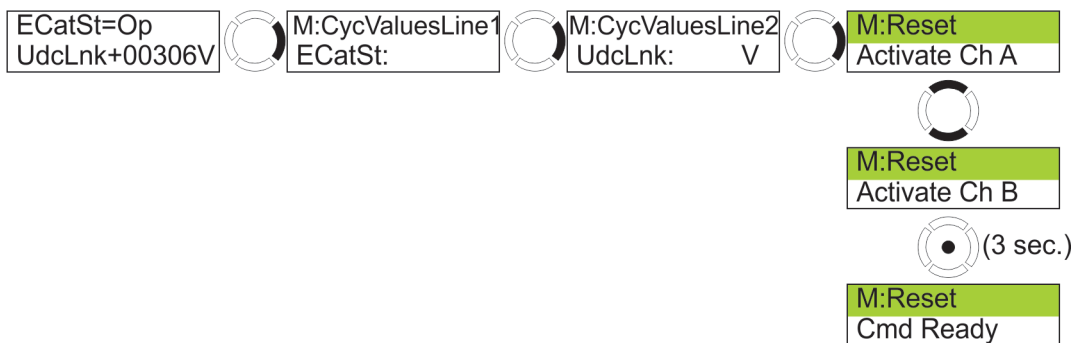 ECatSt=Op
UdcLnk+00306V
M:CycValuesLine1
ECatSt:
M:CycValuesLine2
UdcLnk: V
M:Reset
Activate Ch A
M:Reset
Activate Ch B
(3 sec.)
M:Reset
Cmd Ready